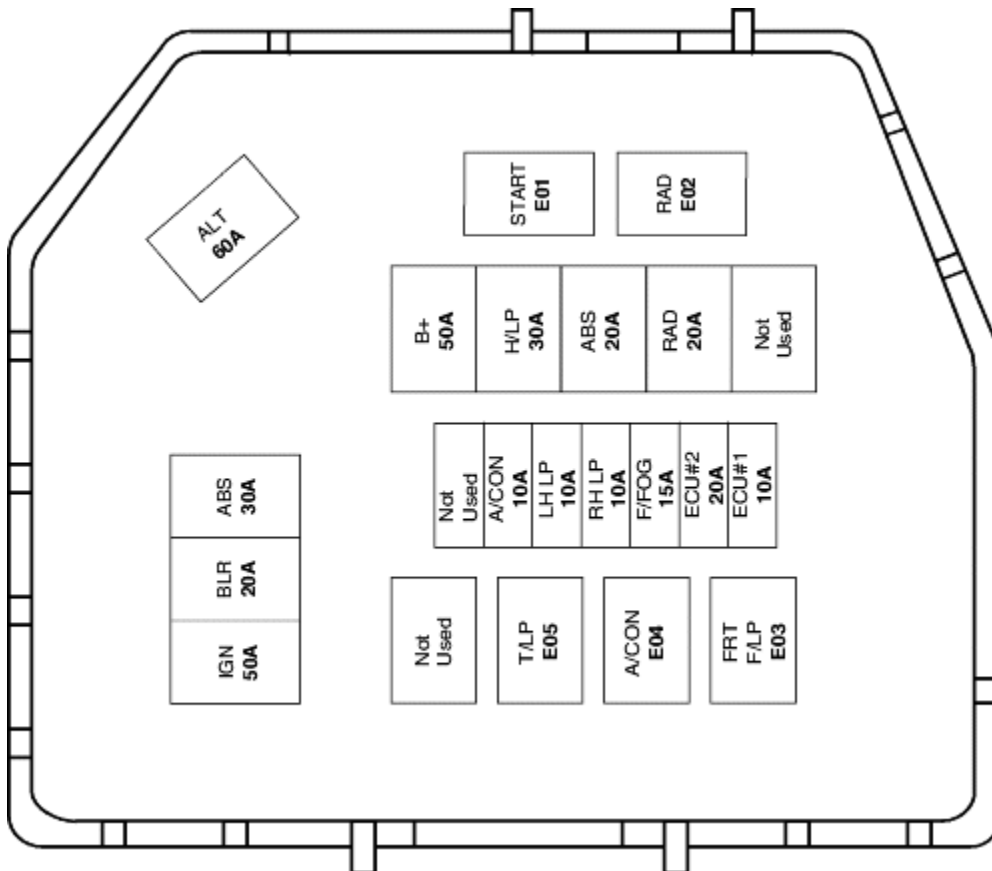 ALT
60A
START
E01
RAD
E02
B+
50A
H/LP
30A
ABS
20A
RAD
20A
Not
Used
Not
Used
A/CON
10A
LH LP
10A
RH LP
10A
F/FOG
15A
ECU#2
20A
ECU#1
10A
ABS
30A
BLR
20A
IGN
50A
Not
Used
T/LP
E05
A/CON
E04
FRT
F/LP
E03